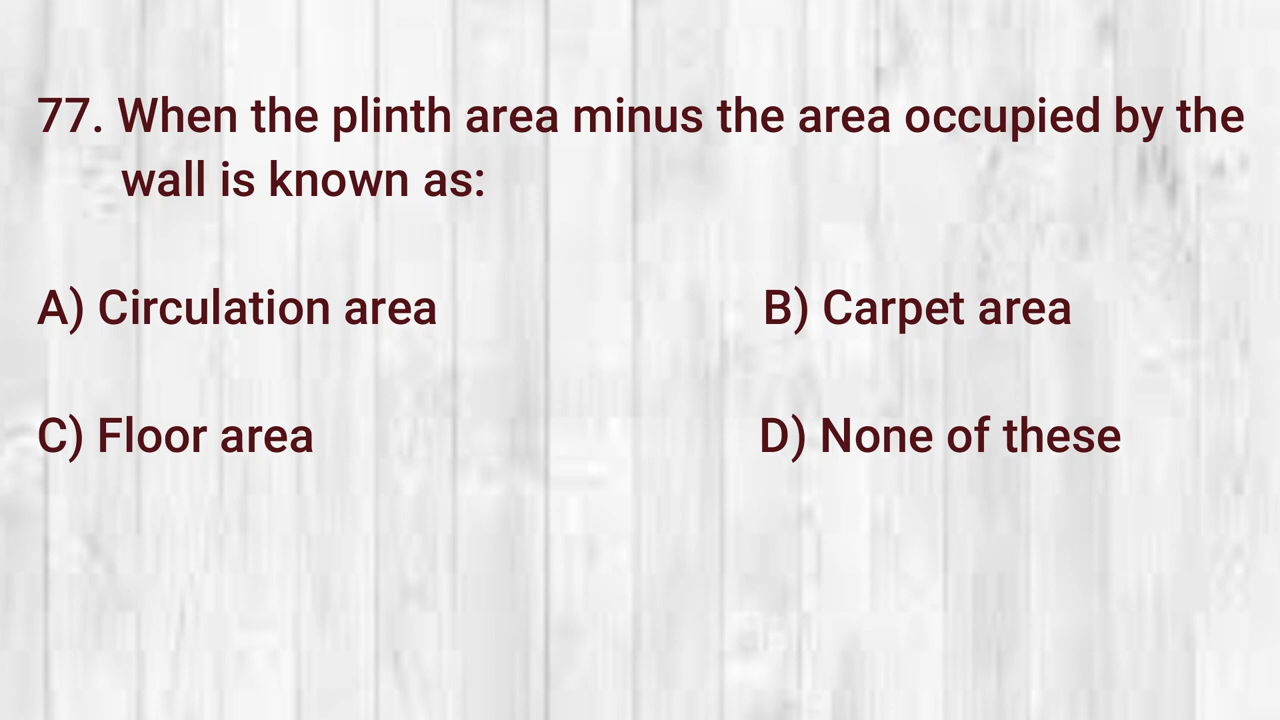 77. When the plinth area minus the area occupied by the
wall is known as:
A) Circulation area B) Carpet area
C) Floor area D) None of these